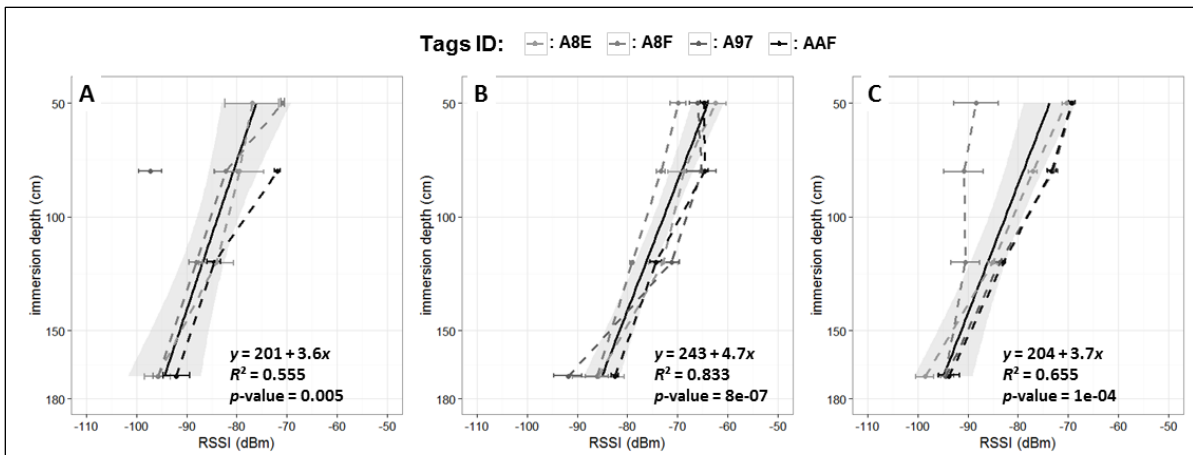 Tags ID: : A8E : A8F : A97 : AAF
A
B
C
50
100
150
180
immersion depth (cm)
y = 201 + 3.6x
R² = 0.555
p-value = 0.005
-110 -90 -80 -70 -60 -50
RSSI (dBm)
50
100
150
180
immersion depth (cm)
y = 243 + 4.7x
R² = 0.833
p-value = 8e-07
-110 -90 -80 -70 -60 -50
RSSI (dBm)
50
100
150
180
immersion depth (cm)
y = 204 + 3.7x
R² = 0.655
p-value = 1e-04
-110 -90 -80 -70 -60 -50
RSSI (dBm)